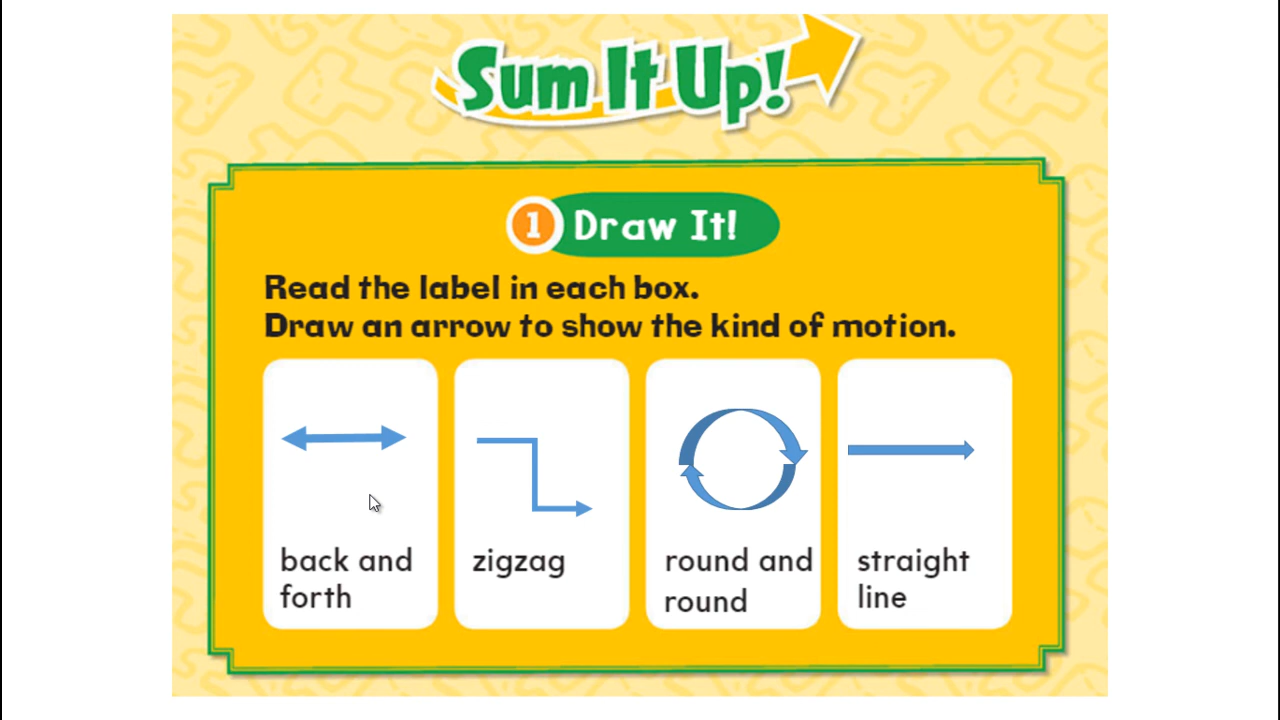 Sum It Up!
1 Draw It!
Read the label in each box.
Draw an arrow to show the kind of motion.
back and
forth
zigzag
round and
round
straight
line